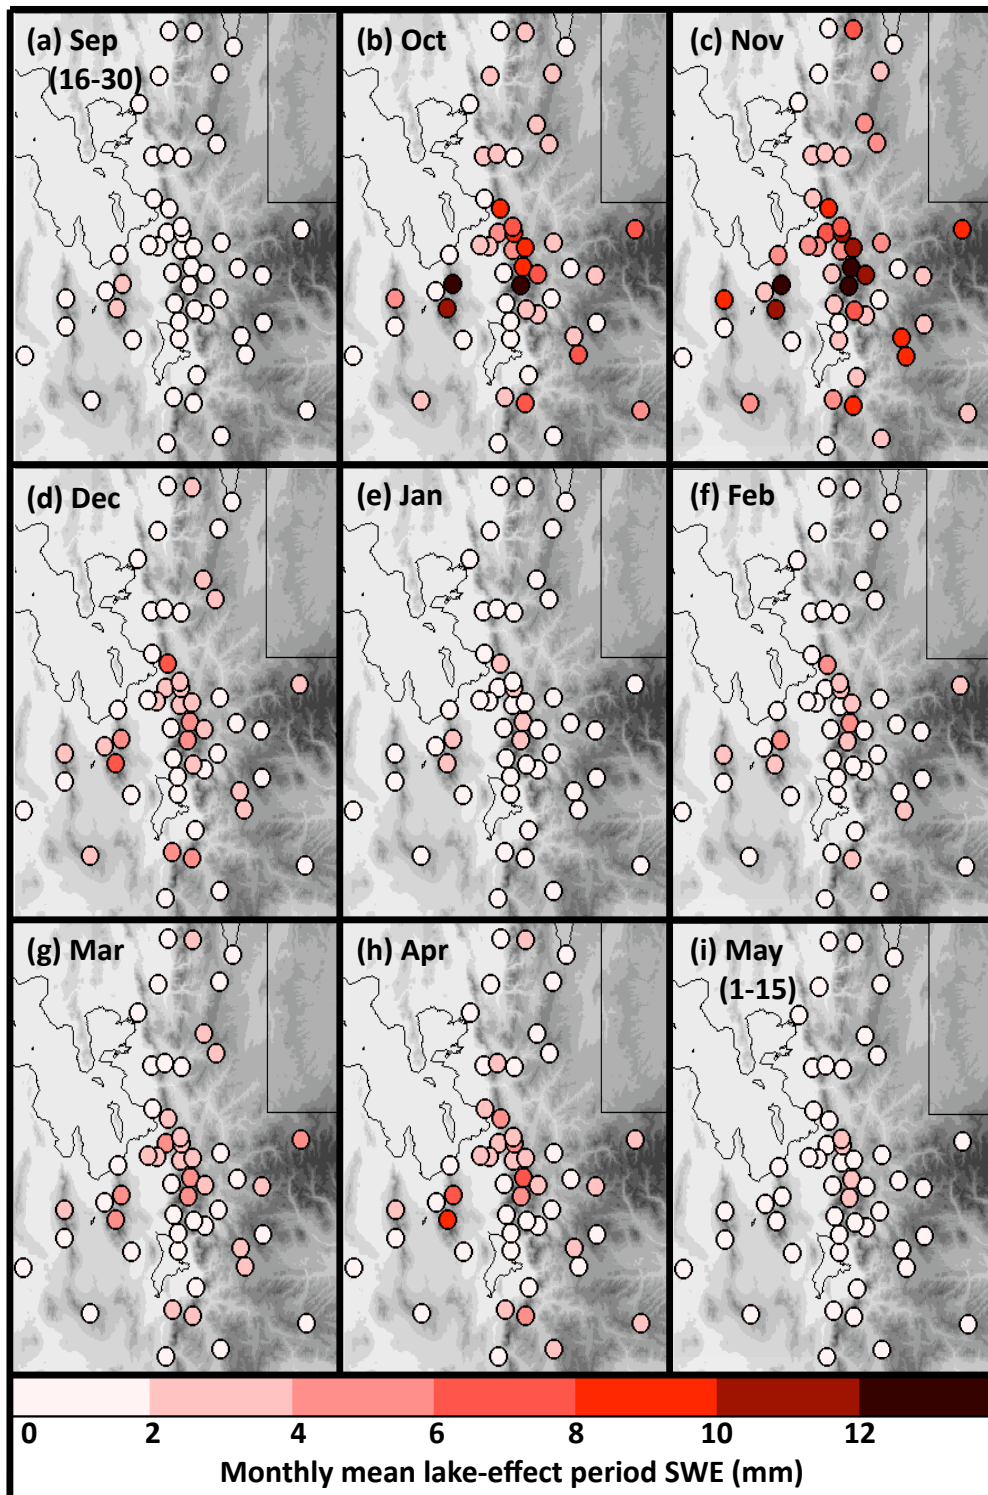 (a) Sep
(16-30)
(b) Oct
(c) Nov
(d) Dec
(e) Jan
(f) Feb
(g) Mar
(h) Apr
(i) May
(1-15)
0 2 4 6 8 10 12
Monthly mean lake-effect period SWE (mm)